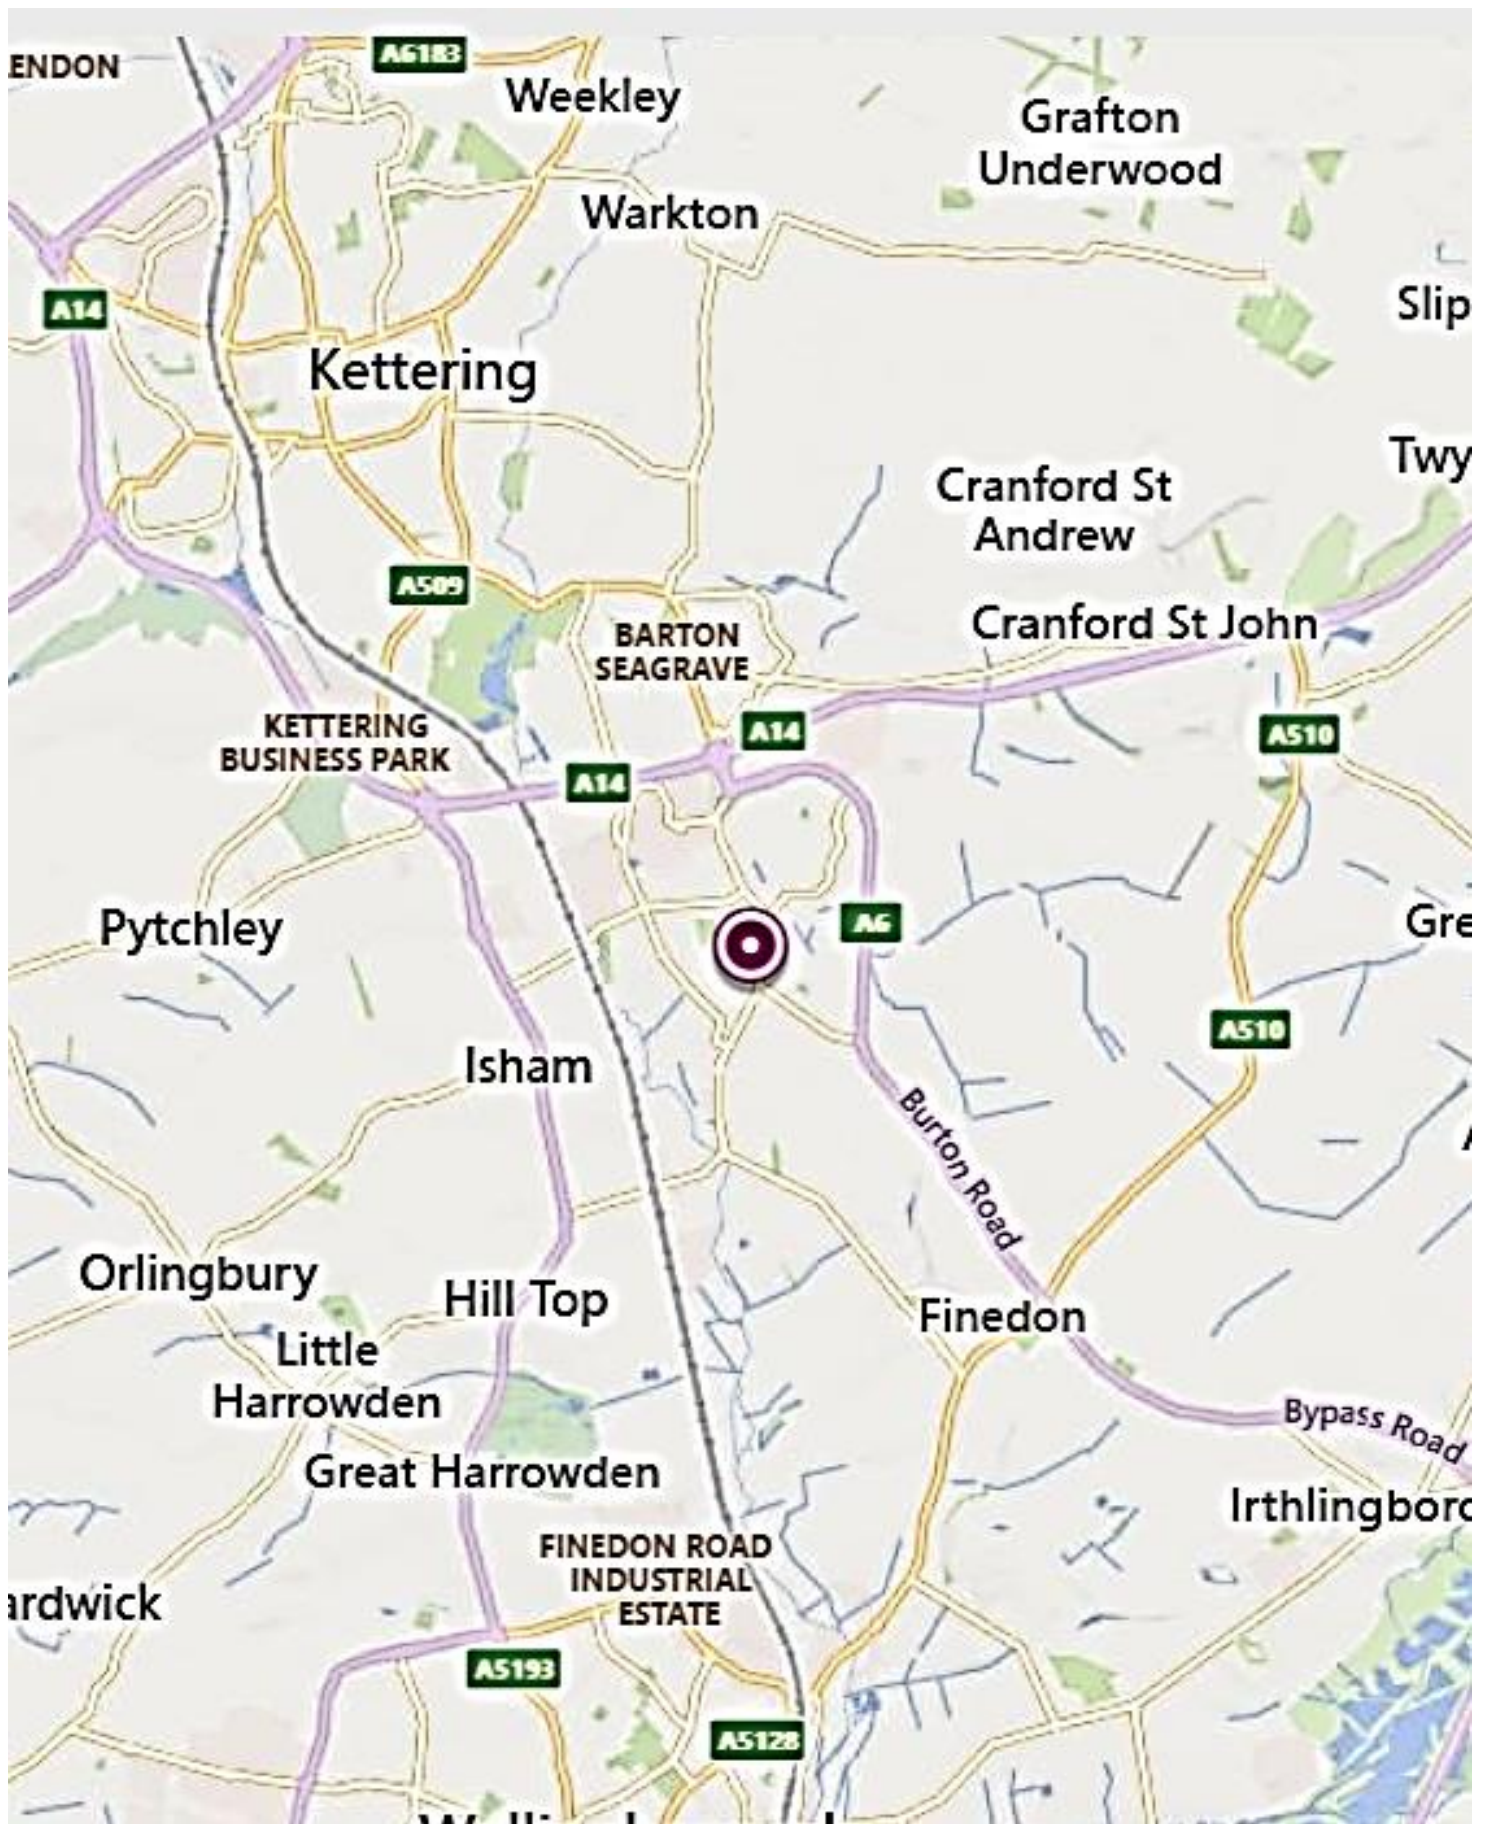 ENDON
A6183
Weekley
Grafton
Underwood
Warkton
A14
Slip
Kettering
Twy
Cranford St
Andrew
A509
Cranford St John
BARTON
SEAGRAVE
KETTERING
BUSINESS PARK
A14
A510
A14
A6
Pytchley
Gre
A510
Isham
Burton Road
Orlingbury
Hill Top
Finedon
Little
Harrowden
Bypass Road
Great Harrowden
Irthlingboro
FINEDON ROAD
INDUSTRIAL
ESTATE
ardwick
A5193
A5128